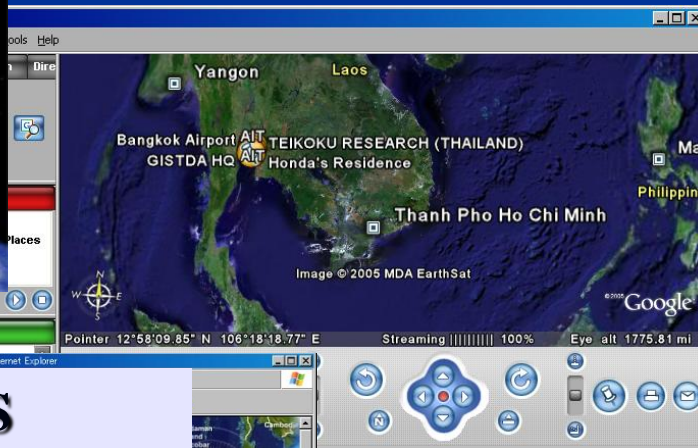 ools Help
Dire
Yangon
Laos
Bangkok Airport AIT TEIKOKU RESEARCH (THAILAND)
GISTDA HQ AIT Honda's Residence
Ma
Philippin
Places
Thanh Pho Ho Chi Minh
N
W E
S
Image © 2005 MDA EarthSat
© 2005 Google
Pointer 12°58'09.85" N 106°18'18.77" E Streaming |||||||||| 100% Eye alt 1775.81 mi
ernet Explorer
S
N
Cambod